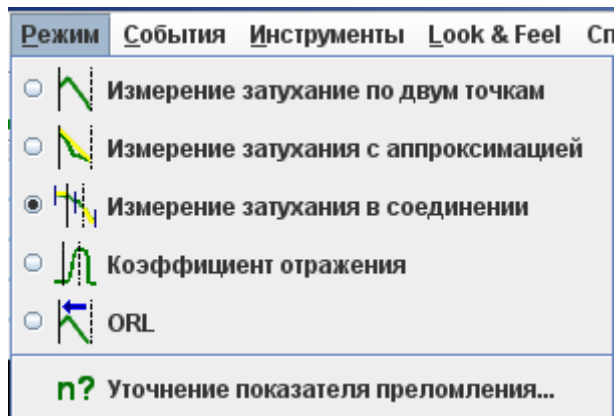 Режим События Инструменты Look & Feel Сп
Измерение затухание по двум точкам
Измерение затухания с аппроксимацией
Измерение затухания в соединении
Коэффициент отражения
ORL
n? Уточнение показателя преломления...